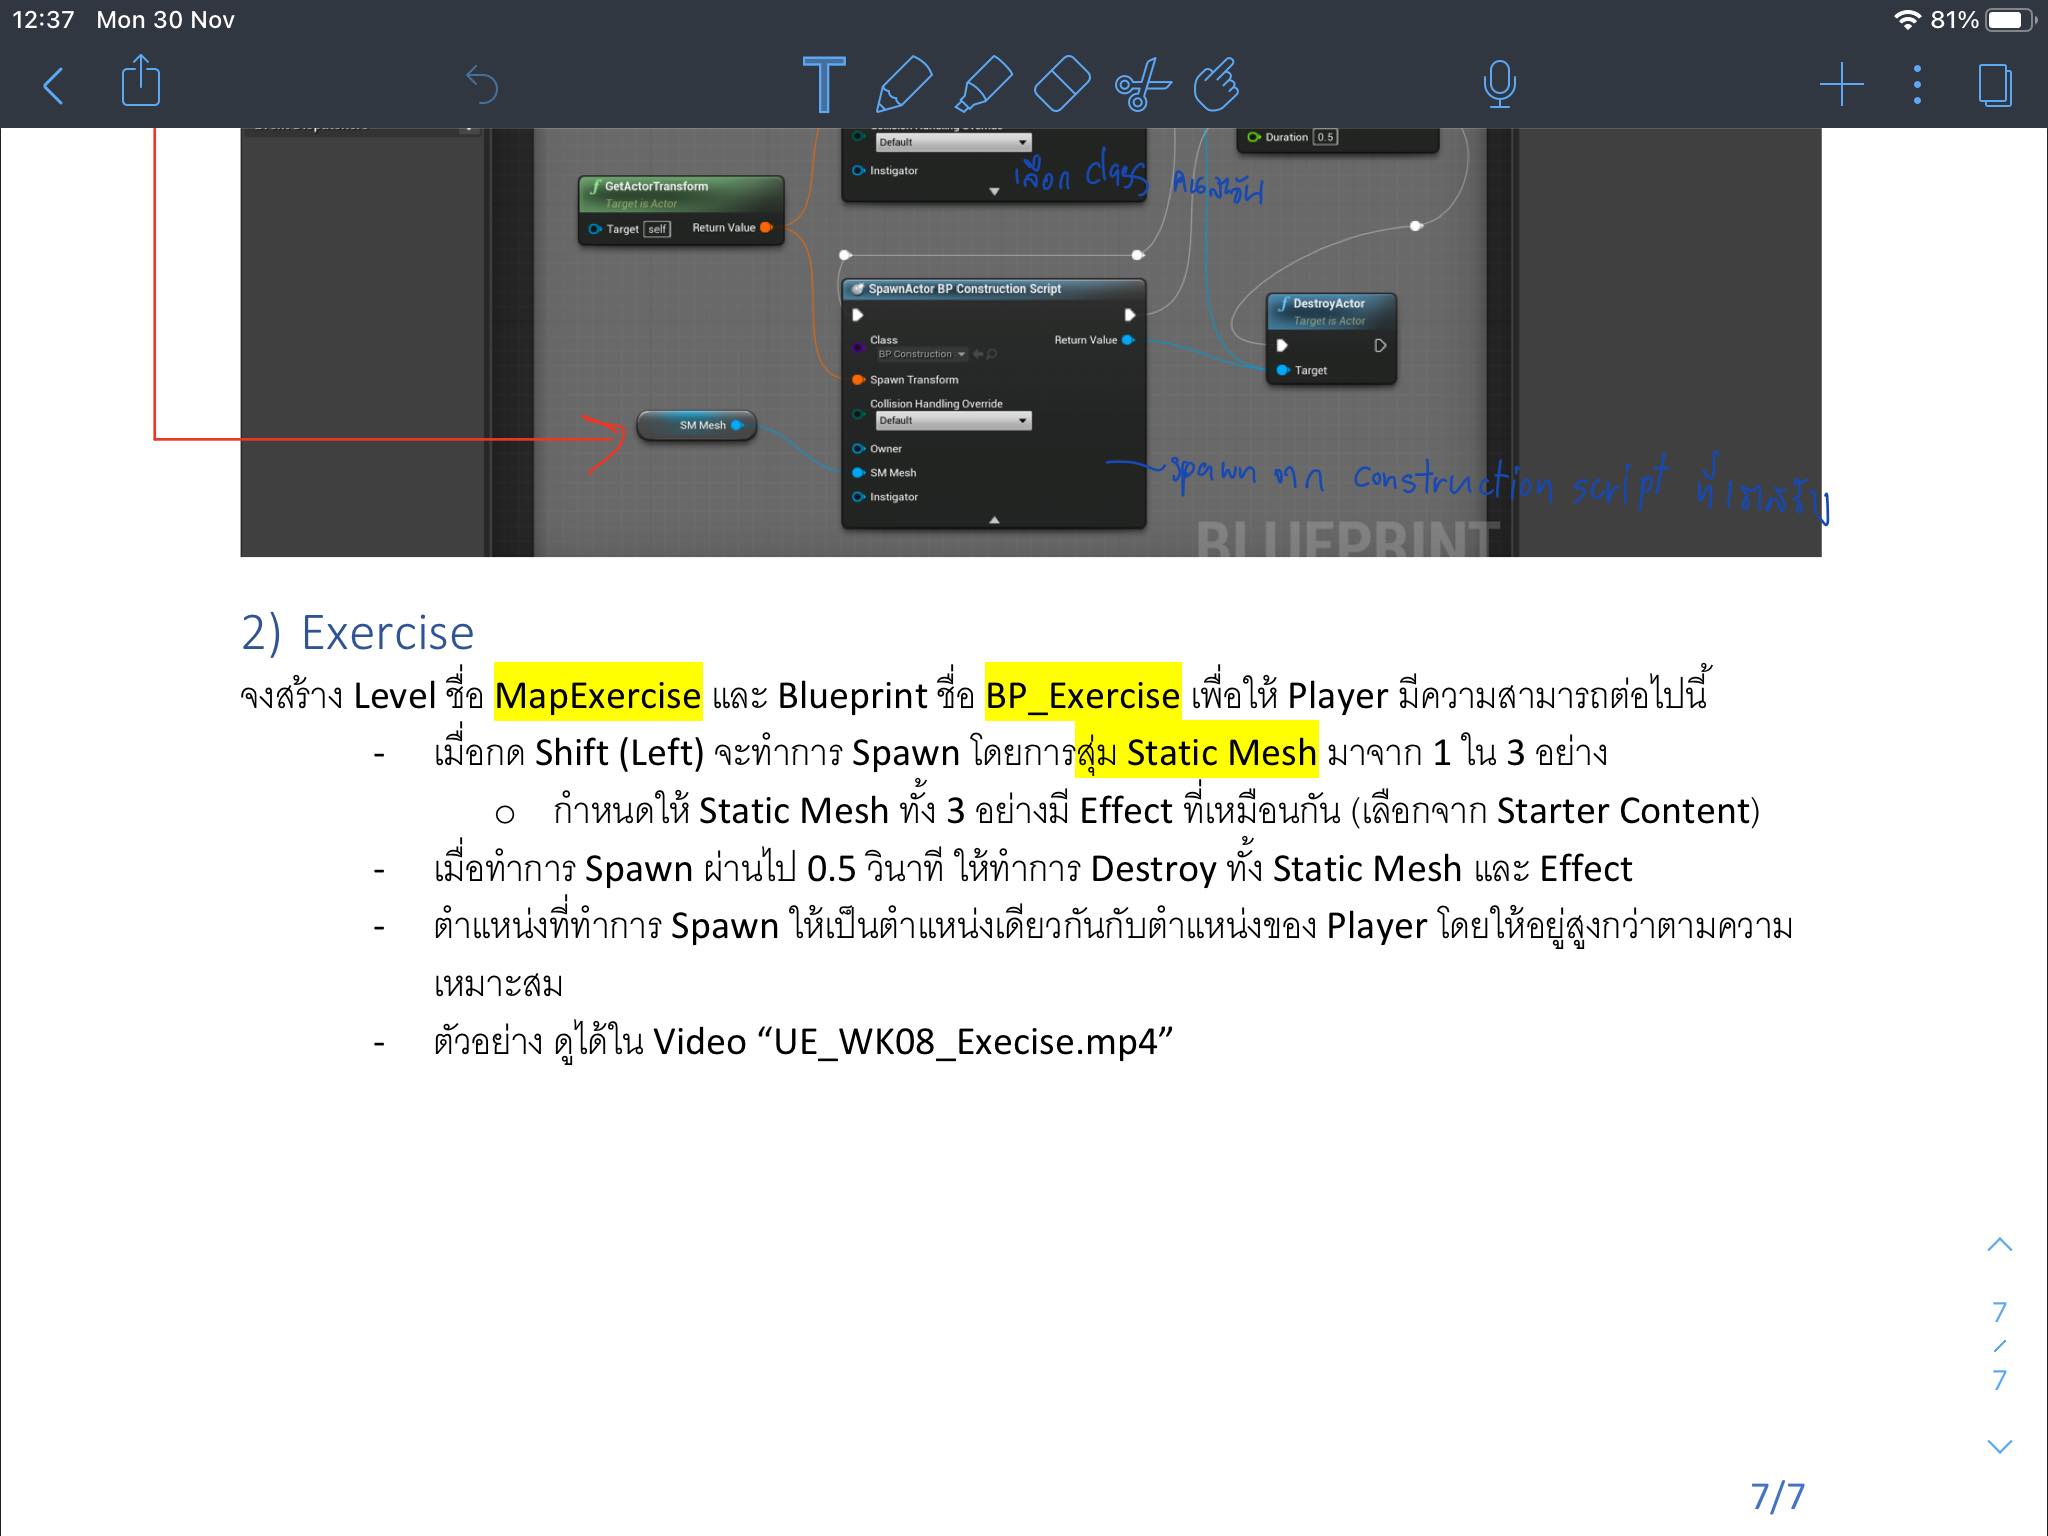 12:37 Mon 30 Nov
81%
T
Collision Handling Override
Default
Instigator
เลือก class
Duration 0.5
GetActorTransform
Target is Actor
Target self Return Value
SpawnActor BP Construction Script
Class
BP Construction
Return Value
Spawn Transform
Collision Handling Override
Default
Owner
SM Mesh
Instigator
SM Mesh
DestroyActor
Target is Actor
Target
spawn จาก construction script ที่เราสร้าง
BLUEPRINT
2) Exercise
จงสร้าง Level ชื่อ MapExercise และ Blueprint ชื่อ BP_Exercise เพื่อให้ Player มีความสามารถต่อไปนี้
- เมื่อกด Shift (Left) จะทำการ Spawn โดยการสุ่ม Static Mesh มาจาก 1 ใน 3 อย่าง
o กำหนดให้ Static Mesh ทั้ง 3 อย่างมี Effect ที่เหมือนกัน (เลือกจาก Starter Content)
- เมื่อทำการ Spawn ผ่านไป 0.5 วินาที ให้ทำการ Destroy ทั้ง Static Mesh และ Effect
- ตำแหน่งที่ทำการ Spawn ให้เป็นตำแหน่งเดียวกันกับตำแหน่งของ Player โดยให้อยู่สูงกว่าตามความ
เหมาะสม
- ตัวอย่าง ดูได้ใน Video “UE_WK08_Execise.mp4”
7
/
7
7/7